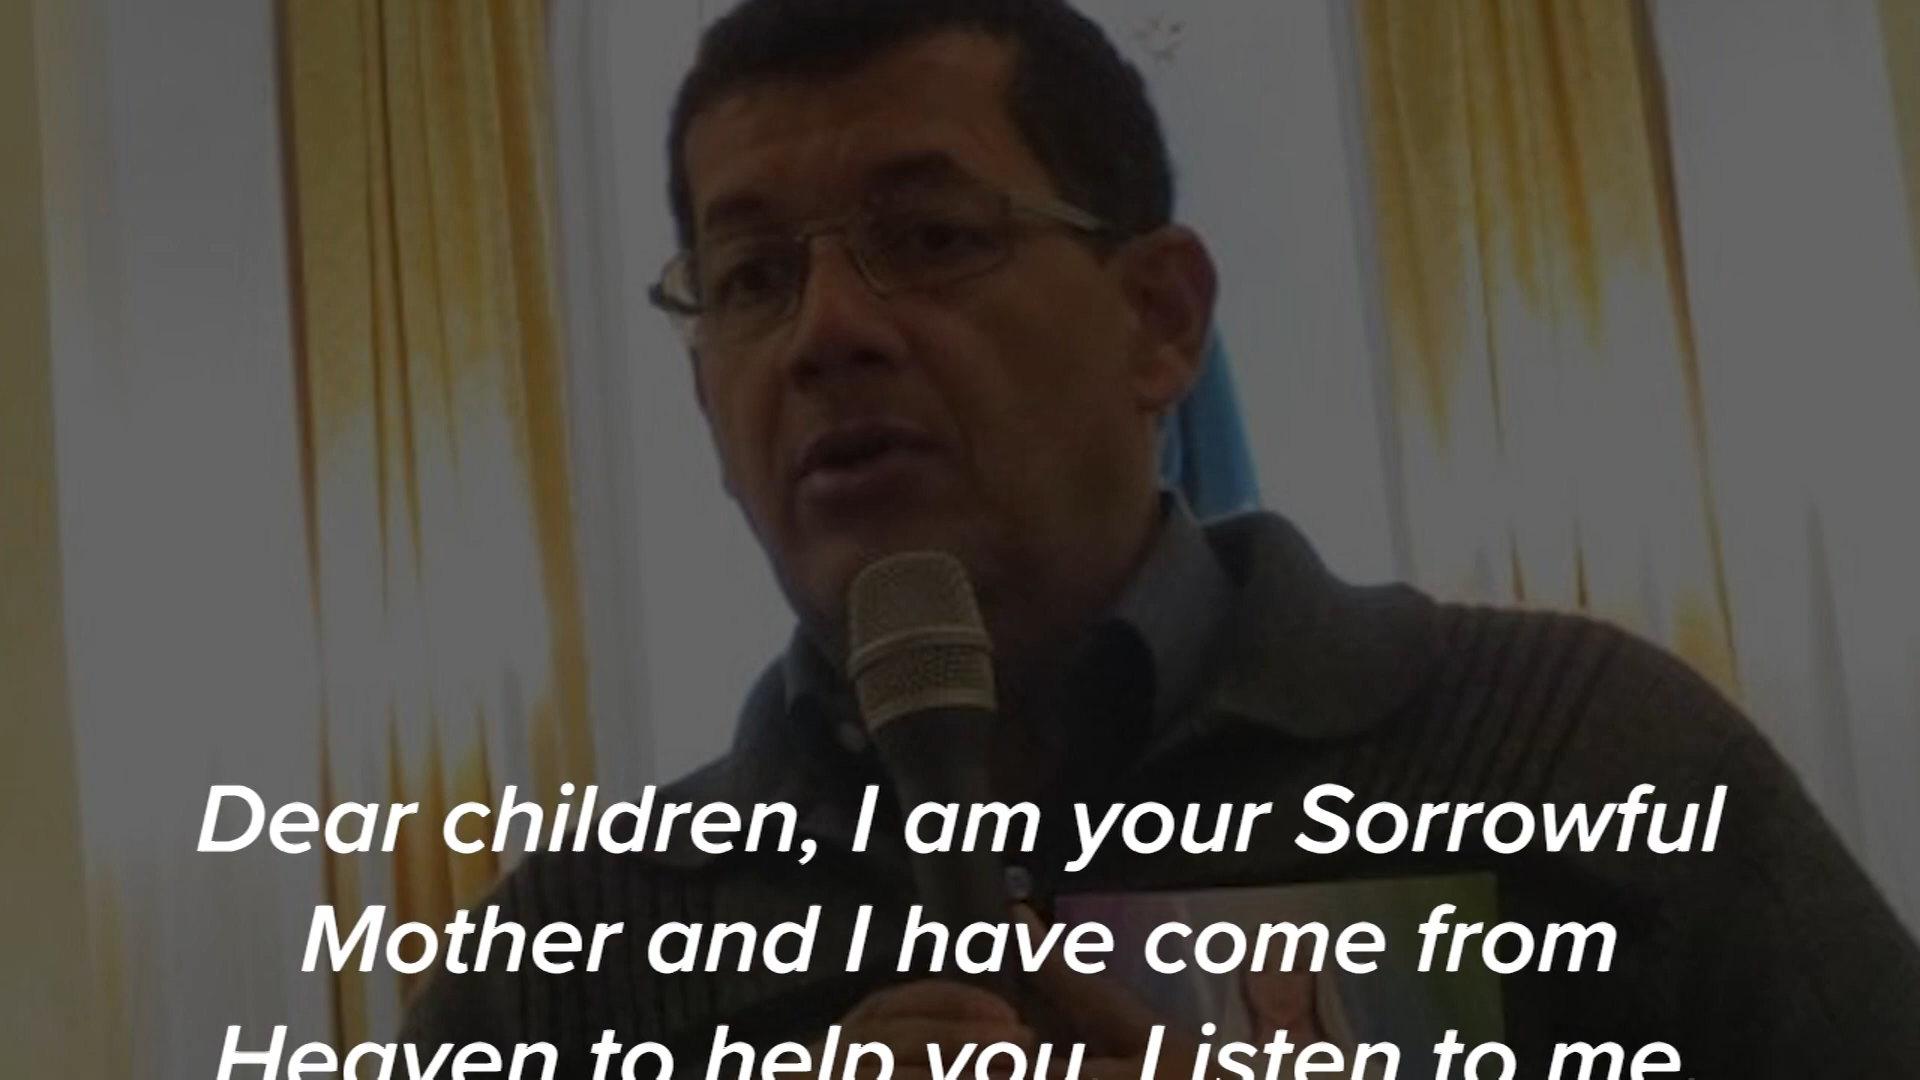 Dear children, I am your Sorrowful
Mother and I have come from
Heaven to help you. Listen to me.